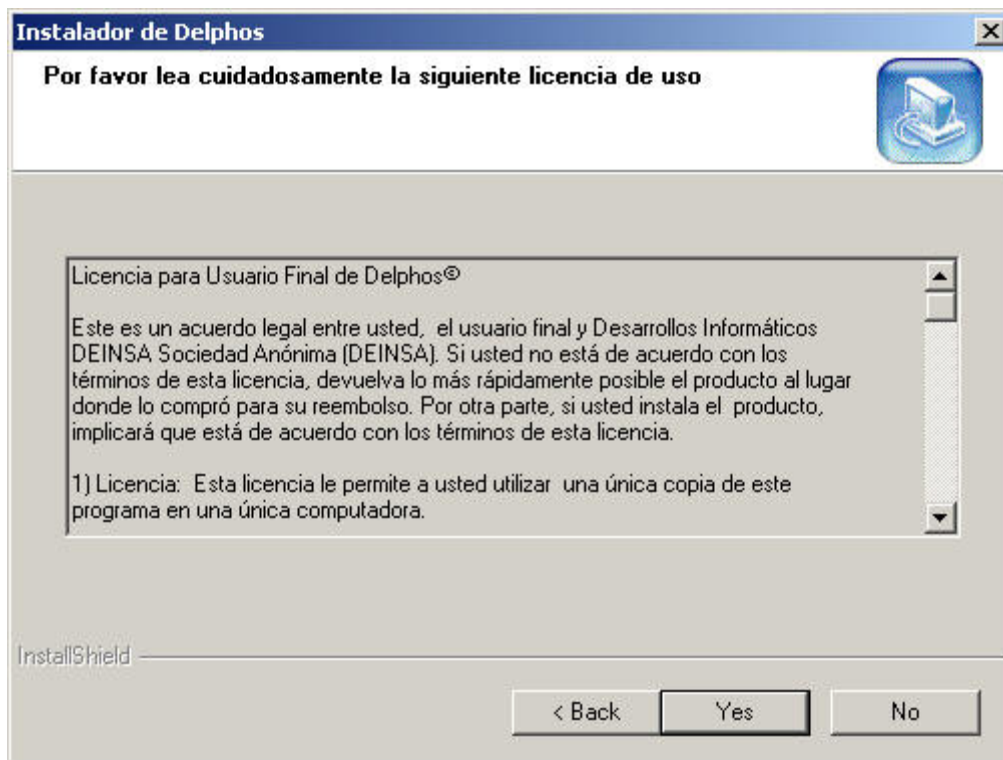 Instalador de Delphos
Por favor lea cuidadosamente la siguiente licencia de uso
Licencia para Usuario Final de Delphos©
Este es un acuerdo legal entre usted,  el usuario final y Desarrollos Informáticos
DEINSA Sociedad Anónima (DEINSA). Si usted no está de acuerdo con los
términos de esta licencia, devuelva lo más rápidamente posible el producto al lugar
donde lo compró para su reembolso. Por otra parte, si usted instala el  producto,
implicará que está de acuerdo con los términos de esta licencia.
1) Licencia:  Esta licencia le permite a usted utilizar  una única copia de este
programa en una única computadora.
InstallShield
< Back
Yes
No